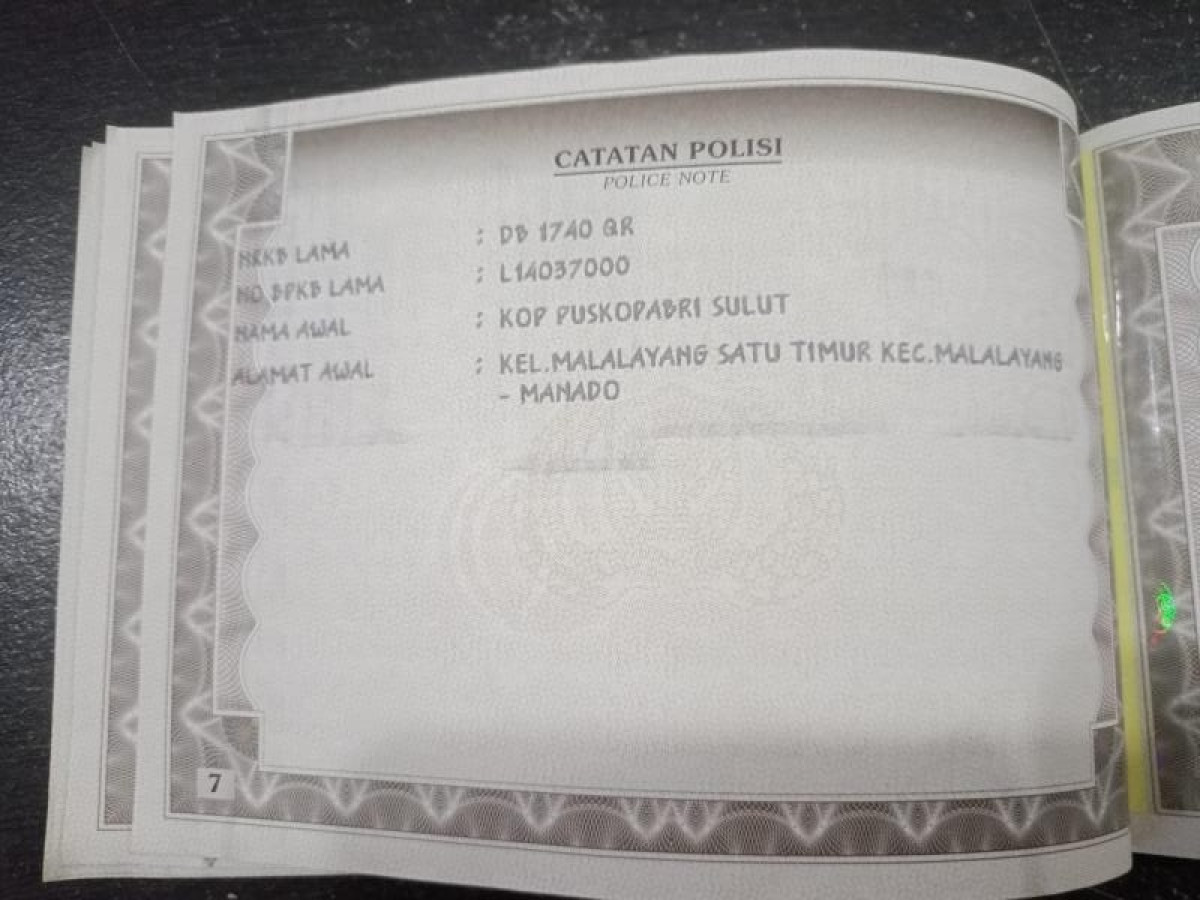 CATATAN POLISI
POLICE NOTE
NRKB LAMA : DB 1740 QR
NO BPKB LAMA : L14037000
NAMA AWAL : KOP PUSKOPABRI SULUT
ALAMAT AWAL : KEL.MALALAYANG SATU TIMUR KEC.MALALAYANG
- MANADO
7